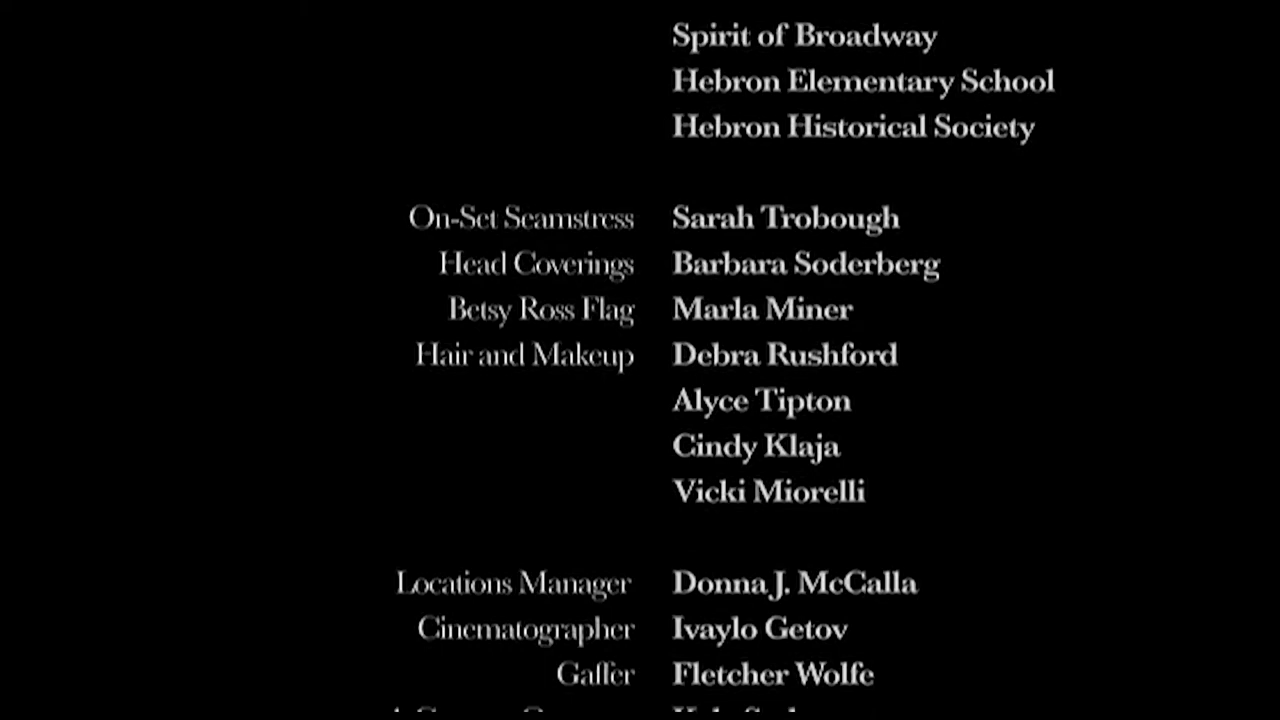 Spirit of Broadway
Hebron Elementary School
Hebron Historical Society
On-Set Seamstress Sarah Trobough
Head Coverings Barbara Soderberg
Betsy Ross Flag Marla Miner
Hair and Makeup Debra Rushford
Alyce Tipton
Cindy Klaja
Vicki Miorelli
Locations Manager Donna J. McCalla
Cinematographer Ivaylo Getov
Gaffer Fletcher Wolfe